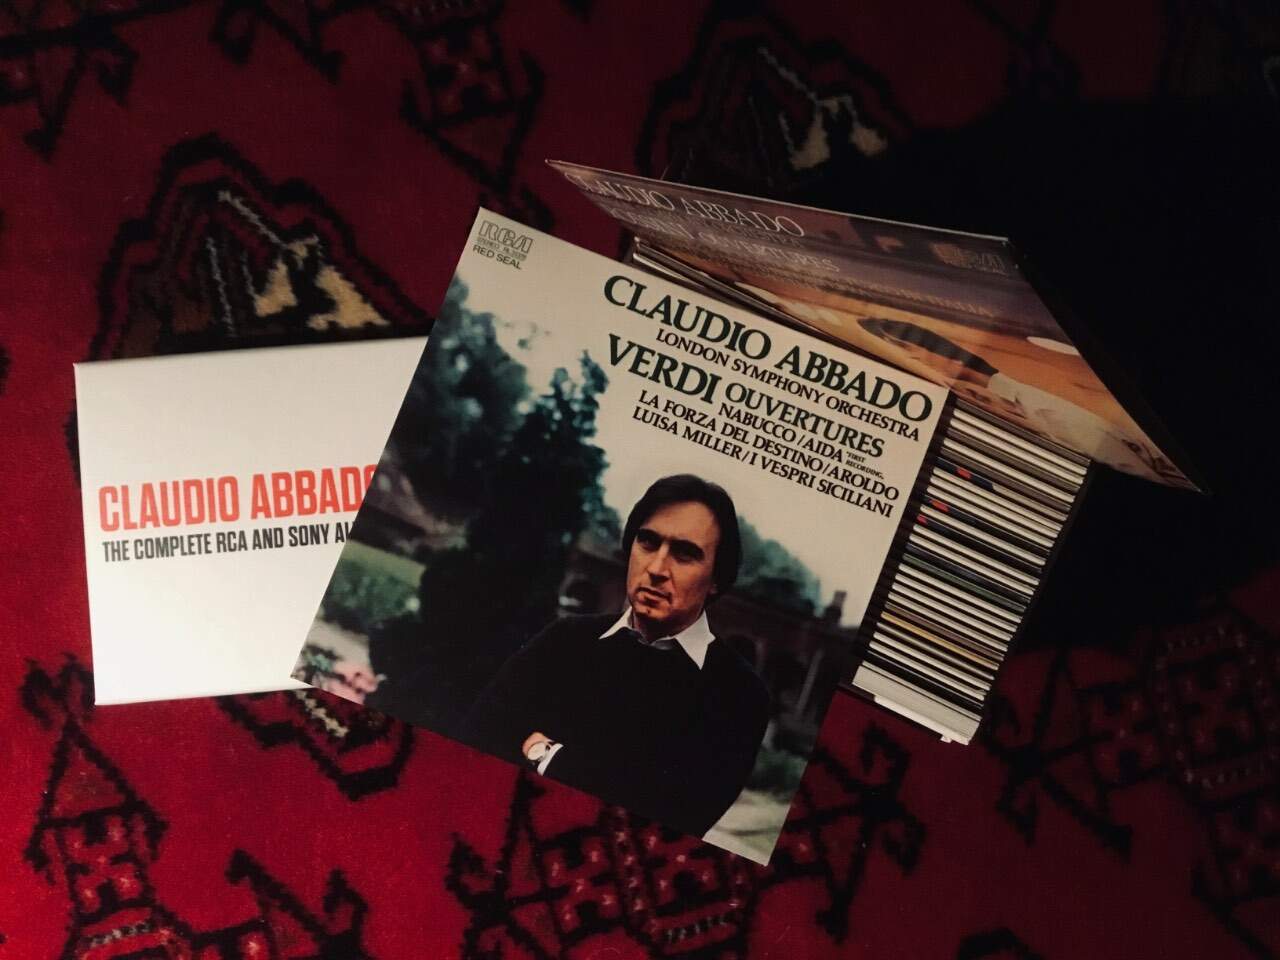 CLAUDIO ABBADO
THE COMPLETE RCA AND SONY AL
RCA
RED SEAL
CLAUDIO ABBADO
LONDON SYMPHONY ORCHESTRA
VERDI OUVERTURES
NABUCCO/AIDA *FIRST RECORDING
LA FORZA DEL DESTINO/AROLDO
LUISA MILLER/I VESPRI SICILIANI
CLAUDIO ABBADO